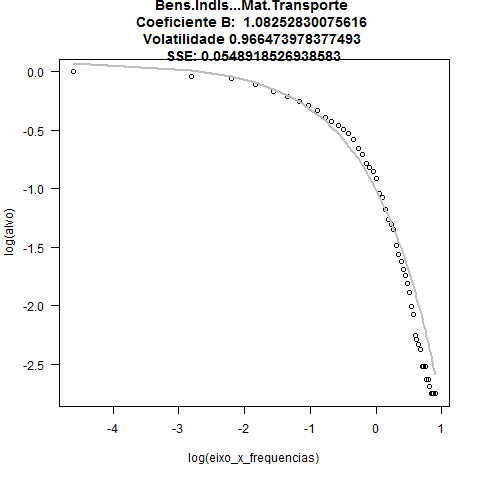 Bens.Indis...Mat.Transporte
Coeficiente B:  1.08252830075616
Volatilidade 0.966473978377493
SSE: 0.0548918526938583
0.0
-0.5
-1.0
-1.5
-2.0
-2.5
log(alvo)
-4 -3 -2 -1 0 1
log(eixo_x_frequencias)